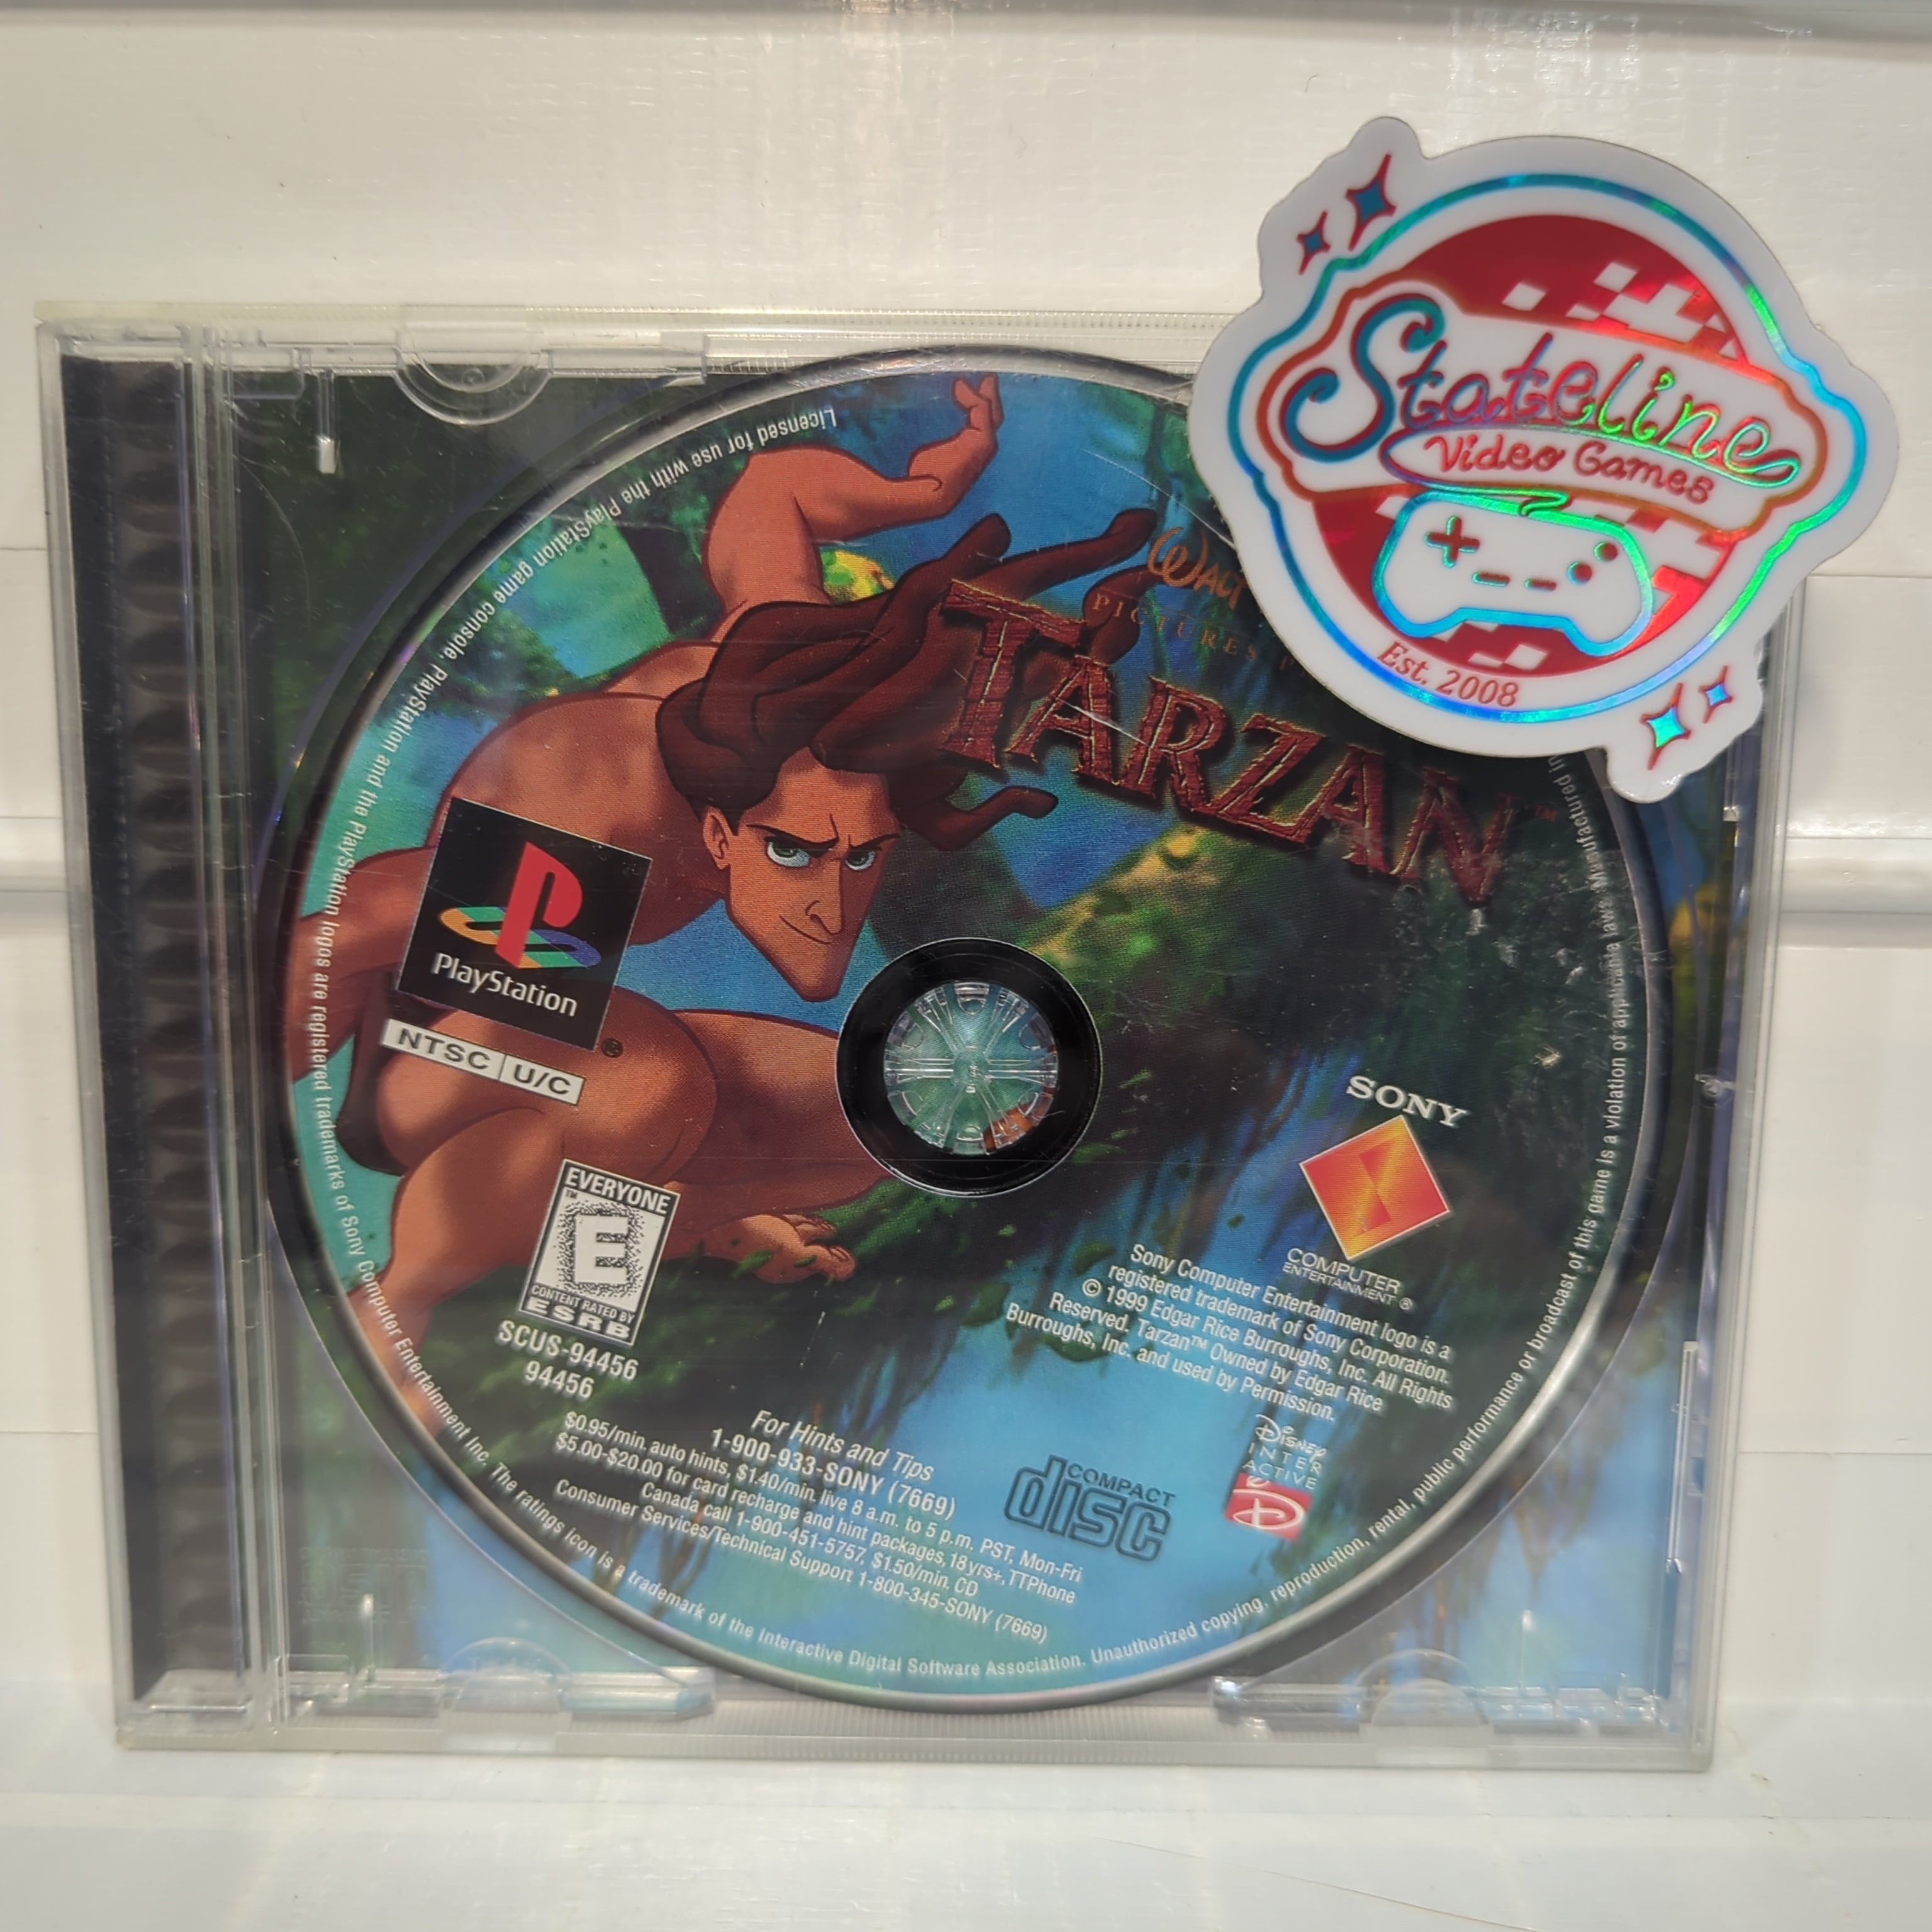 Stateline
Video Games
Est. 2008
WALT
PICTURES
TARZAN™
PlayStation
®
NTSC U/C
EVERYONE
™
E
CONTENT RATED BY
ESRB
SCUS-94456
94456
SONY
COMPUTER
ENTERTAINMENT ®
Sony Computer Entertainment logo is a
registered trademark of Sony Corporation.
© 1999 Edgar Rice Burroughs, Inc. All Rights
Reserved. Tarzan™ Owned by Edgar Rice
Burroughs, Inc. and used by Permission.
For Hints and Tips
1-900-933-SONY (7669)
$0.95/min. auto hints, $1.40/min. live 8 a.m. to 5 p.m. PST, Mon-Fri
$5.00-$20.00 for card recharge and hint packages, 18yrs+, TTPhone
Canada call 1-900-451-5757, $1.50/min. CD
Consumer Services/Technical Support 1-800-345-SONY (7669)
COMPACT
disc
DISNEY
INTER
ACTIVE
D
Licensed for use with the PlayStation game console. PlayStation and the PlayStation logos are registered trademarks of Sony Computer Entertainment Inc. The ratings icon is a trademark of the Interactive Digital Software Association. Unauthorized copying, reproduction, rental, public performance or broadcast of this game is a violation of applicable laws. Manufactured in